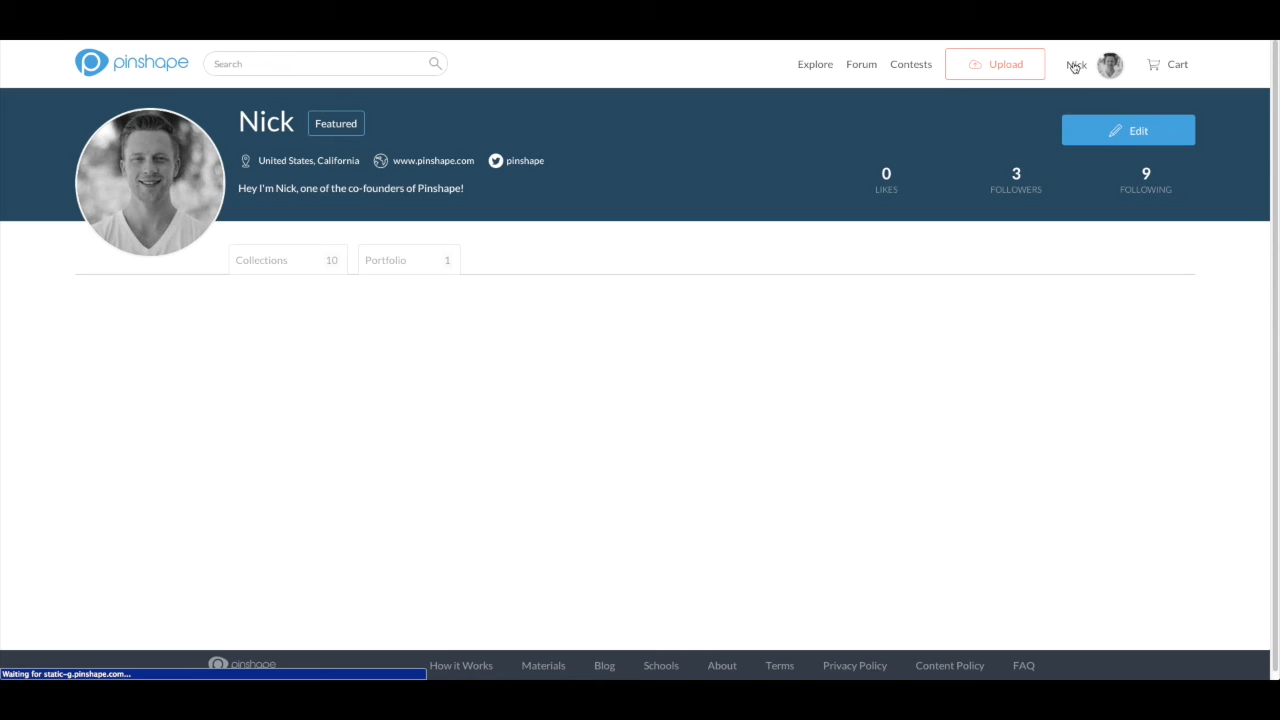 pinshape
Search
Explore
Forum
Contests
Upload
Nick
Cart
Nick
Featured
Edit
United States, California
www.pinshape.com
pinshape
Hey I'm Nick, one of the co-founders of Pinshape!
0
LIKES
3
FOLLOWERS
9
FOLLOWING
Collections 10
Portfolio 1
pinshape
How it Works
Materials
Blog
Schools
About
Terms
Privacy Policy
Content Policy
FAQ
Waiting for static-g.pinshape.com...